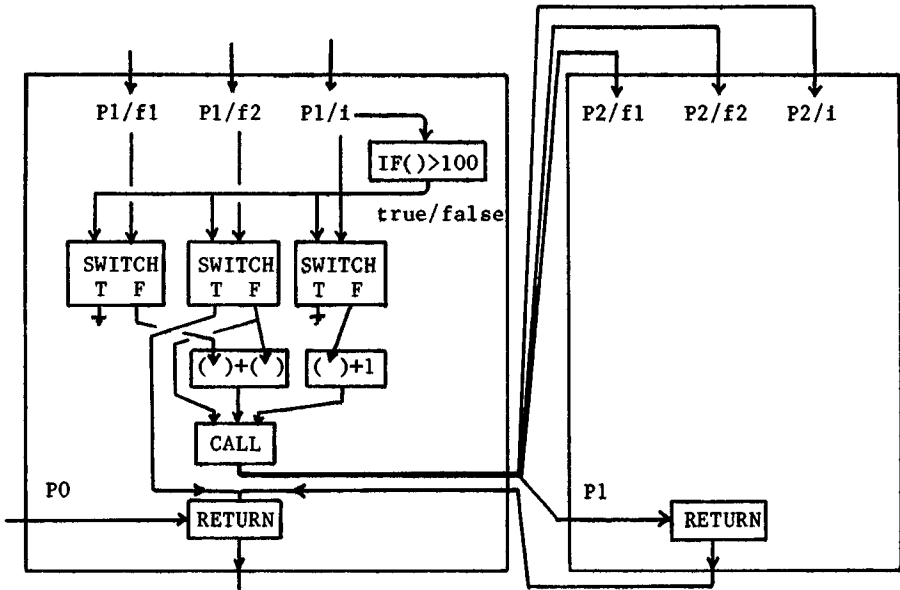 P1/f1 P1/f2 P1/i P2/f1 P2/f2 P2/i
IF()>100
true/false
SWITCH SWITCH SWITCH
T F T F T F
( )+( ) ( )+1
CALL
P0 P1
RETURN RETURN